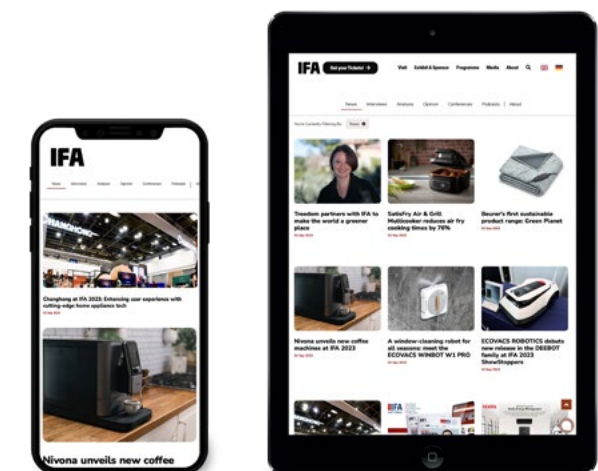 IFA
News Interviews Analysis Opinion Conferences Podcasts
CHANGHONG
Changhong at IFA 2023: Enhancing user experience with
cutting-edge home appliance tech
Nivona unveils new coffee
IFA Get your Tickets! →
Visit Exhibit & Sponsor Programme Media About
News Interviews Analysis Opinion Conferences Podcasts | About
You're Currently Filtering By: News
Treedom partners with IFA to
make the world a greener
place
SatisFry Air & Grill
Multicooker reduces air fry
cooking times by 76%
Beurer's first sustainable
product range: Green Planet
Nivona unveils new coffee
machines at IFA 2023
A window-cleaning robot for
all seasons: meet the
ECOVACS WINBOT W1 PRO
ECOVACS ROBOTICS debuts
new release in the DEEBOT
family at IFA 2023
ShowStoppers
IFA